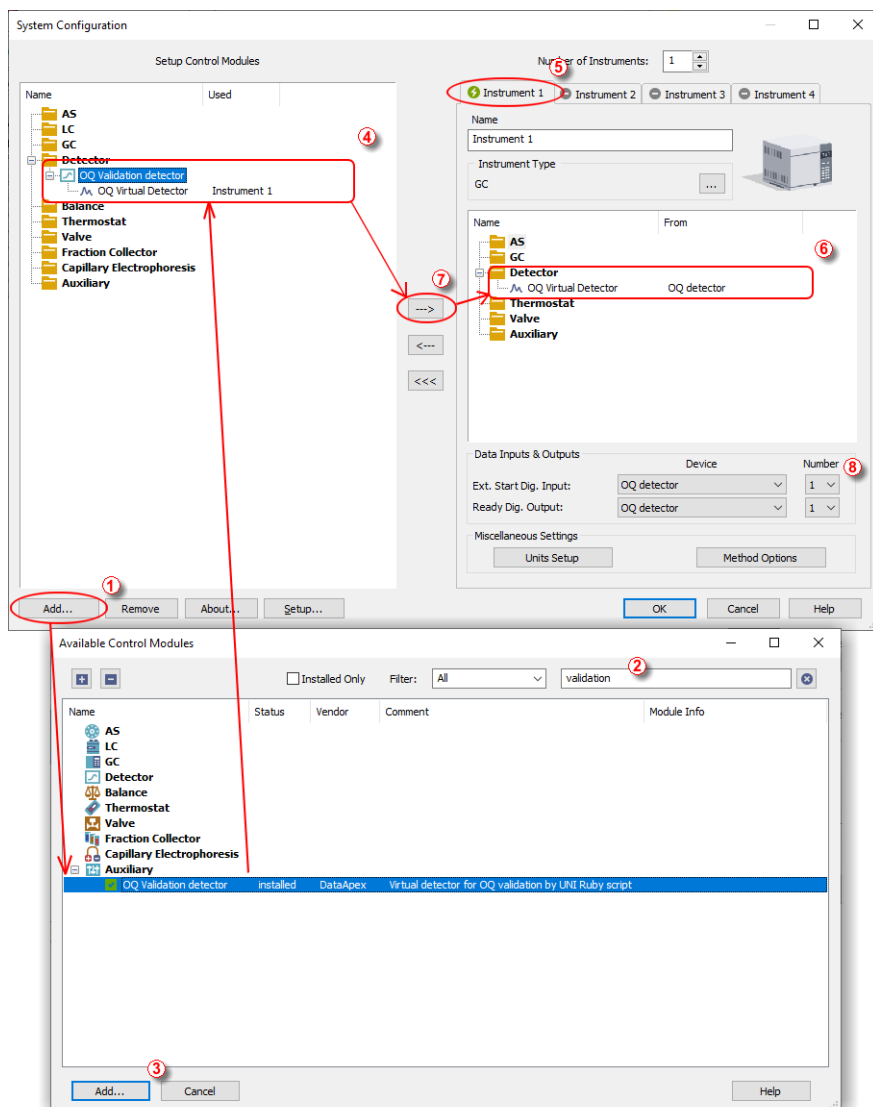 System Configuration
Setup Control Modules
Number of Instruments: 1
⑤
Name Used
AS
LC
GC
Detector
OQ Validation detector
OQ Virtual Detector Instrument 1
Balance
Thermostat
Valve
Fraction Collector
Capillary Electrophoresis
Auxiliary
④
Instrument 1 Instrument 2 Instrument 3 Instrument 4
Name
Instrument 1
Instrument Type
GC ...
Name From
AS
GC
Detector
OQ Virtual Detector OQ detector
Thermostat
Valve
Auxiliary
⑥
⑦
--->
<---
<<<
Data Inputs & Outputs
Device Number
⑧
Ext. Start Dig. Input: OQ detector 1
Ready Dig. Output: OQ detector 1
Miscellaneous Settings
Units Setup Method Options
①
Add... Remove About... Setup... OK Cancel Help
Available Control Modules
②
Installed Only Filter: All validation
Name Status Vendor Comment Module Info
AS
LC
GC
Detector
Balance
Thermostat
Valve
Fraction Collector
Capillary Electrophoresis
Auxiliary
OQ Validation detector installed DataApex Virtual detector for OQ validation by UNI Ruby script
③
Add... Cancel Help